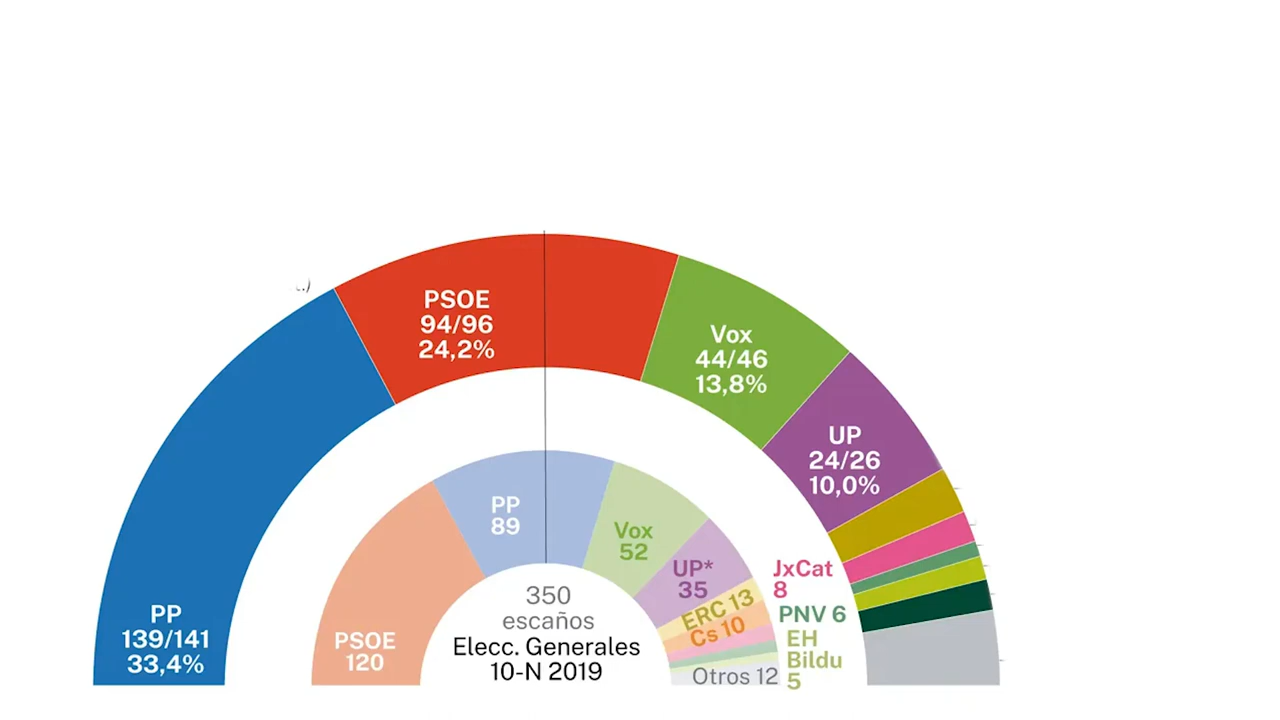 PSOE
94/96
24,2%
Vox
44/46
13,8%
UP
24/26
10,0%
PP
139/141
33,4%
PP
89
Vox
52
UP*
35
ERC 13
Cs 10
JxCat
8
PNV 6
EH
Bildu
5
Otros 12
PSOE
120
350
escaños
Elecc. Generales
10-N 2019